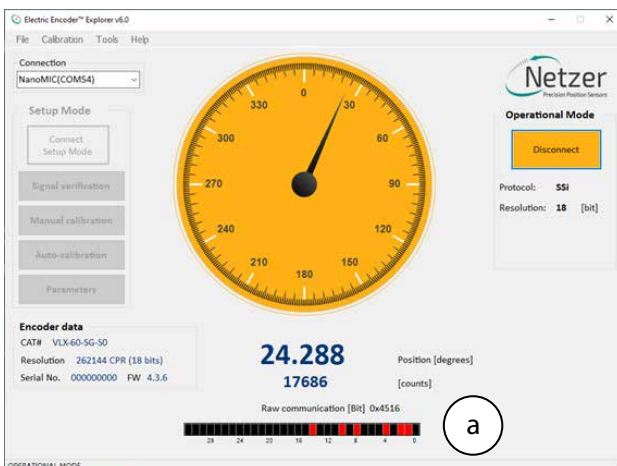 Electric Encoder™ Explorer v6.0
File Calibration Tools Help
Connection
NanoMIC(COM54)
Setup Mode
Connect
Setup Mode
Signal verification
Manual calibration
Auto-calibration
Parameters
0
30
60
90
120
150
180
210
240
270
300
330
Netzer
Precision Position Sensors
Operational Mode
Disconnect
Protocol: SSi
Resolution: 18 [bit]
Encoder data
CAT# VLX-60-SG-S0
Resolution 262144 CPR (18 bits)
Serial No. 000000000 FW 4.3.6
24.288 Position [degrees]
17686 [counts]
Raw communication [Bit] 0x4516
28 24 20 16 12 8 4 0
a
OPERATIONAL MODE